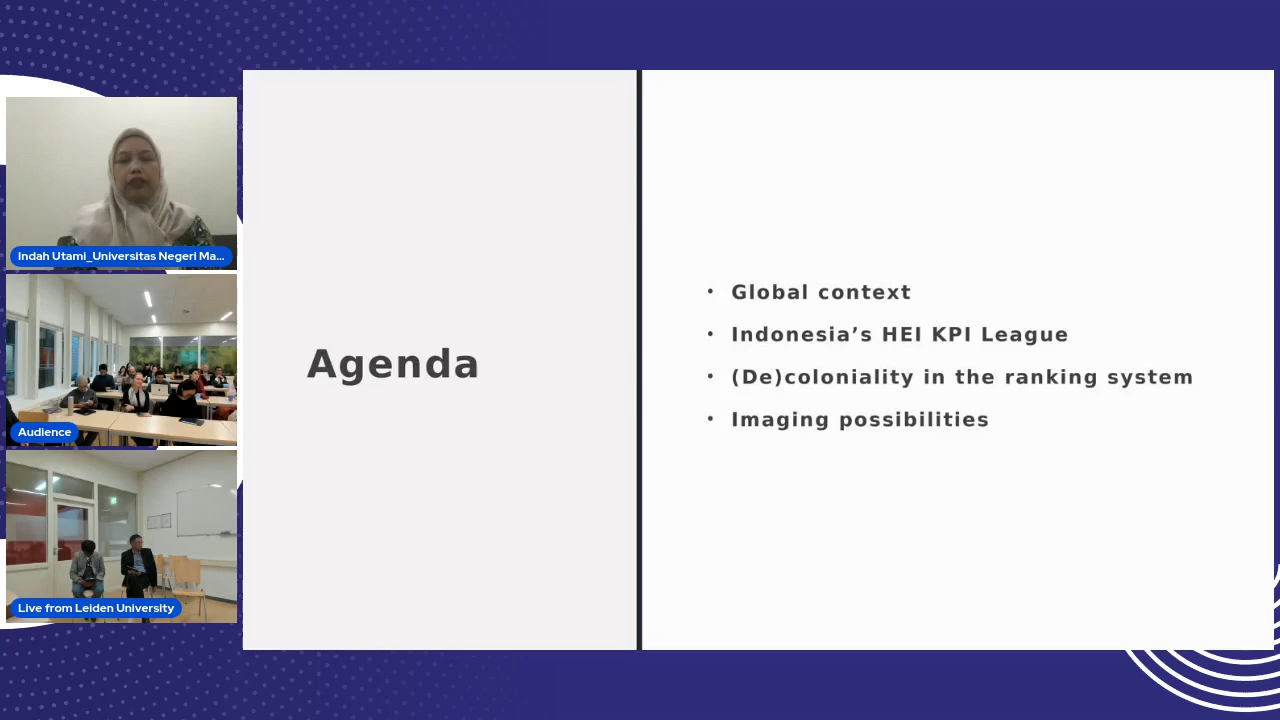 Indah Utami_Universitas Negeri Ma...
Audience
Live from Leiden University
Agenda
• Global context
• Indonesia’s HEI KPI League
• (De)coloniality in the ranking system
• Imaging possibilities